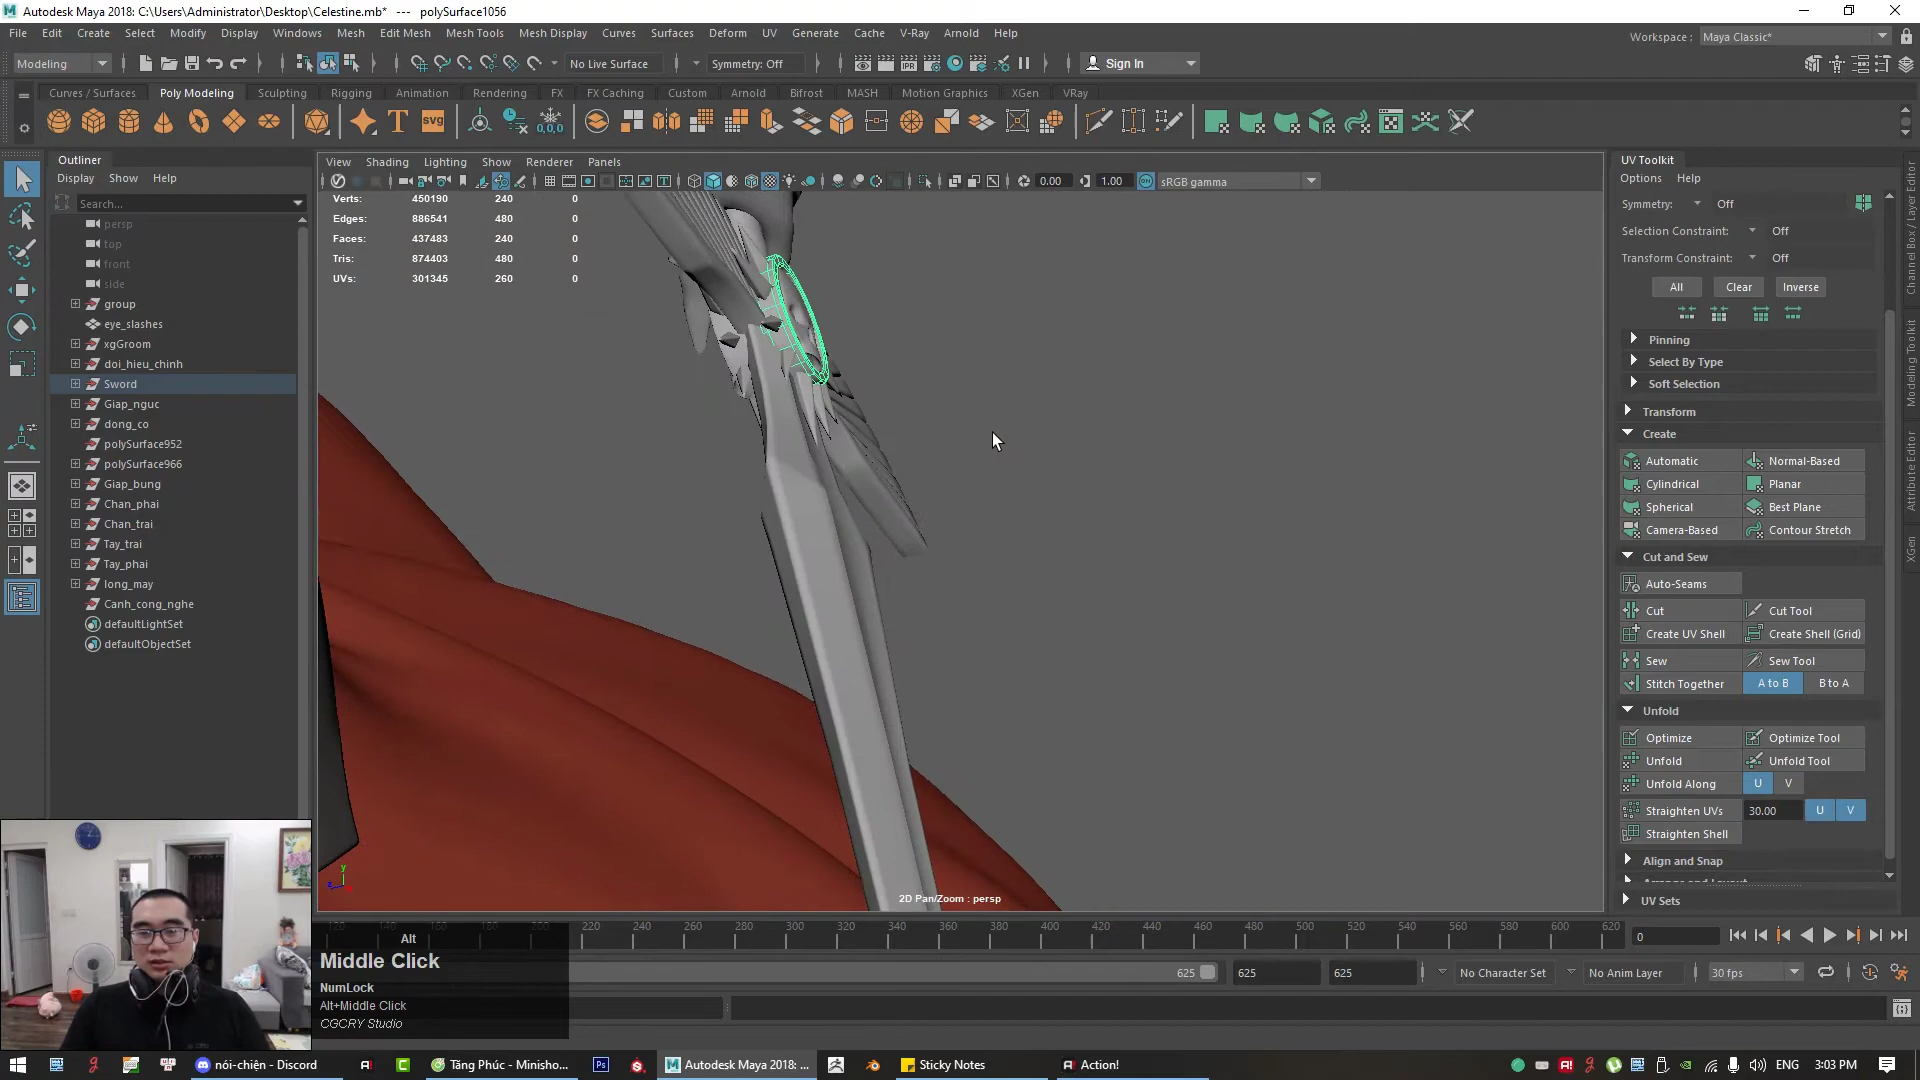 Autodesk Maya 2018: C:\Users\Administrator\Desktop\Celestine.mb* --- polySurface1056
File Edit Create Select Modify Display Windows Mesh Edit Mesh Mesh Tools Mesh Display Curves Surfaces Deform UV Generate Cache V-Ray Arnold Help
Workspace : Maya Classic*
Modeling No Live Surface Symmetry: Off Sign In
Curves / Surfaces Poly Modeling Sculpting Rigging Animation Rendering FX FX Caching Custom Arnold Bifrost MASH Motion Graphics XGen VRay
Outliner
Display Show Help
Search...
persp
top
front
side
group
eye_slashes
xgGroom
doi_hieu_chinh
Sword
Giap_nguc
dong_co
polySurface952
polySurface966
Giap_bung
Chan_phai
Chan_trai
Tay_trai
Tay_phai
long_may
Canh_cong_nghe
defaultLightSet
defaultObjectSet
View Shading Lighting Show Renderer Panels
0.00 1.00 sRGB gamma
Verts: 450190 240 0
Edges: 886541 480 0
Faces: 437483 240 0
Tris: 874403 480 0
UVs: 301345 260 0
2D Pan/Zoom : persp
UV Toolkit
Options Help
Symmetry: Off
Selection Constraint: Off
Transform Constraint: Off
All Clear Inverse
Pinning
Select By Type
Soft Selection
Transform
Create
Automatic Normal-Based
Cylindrical Planar
Spherical Best Plane
Camera-Based Contour Stretch
Cut and Sew
Auto-Seams
Cut Cut Tool
Create UV Shell Create Shell (Grid)
Sew Sew Tool
Stitch Together A to B B to A
Unfold
Optimize Optimize Tool
Unfold Unfold Tool
Unfold Along U V
Straighten UVs 30.00 U V
Straighten Shell
Align and Snap
UV Sets
Channel Box / Layer Editor
Modeling Toolkit
Attribute Editor
XGen
120 140 220 240 260 280 300 320 340 360 380 400 420 440 460 480 500 520 540 560 580 600 620
0
625 625 625 No Character Set No Anim Layer 30 fps
Alt
Middle Click
NumLock
Alt+Middle Click
CGCRY Studio
nói-chiện - Discord
Tăng Phúc - Minisho...
Autodesk Maya 2018: ...
Sticky Notes
Action!
ENG 3:03 PM